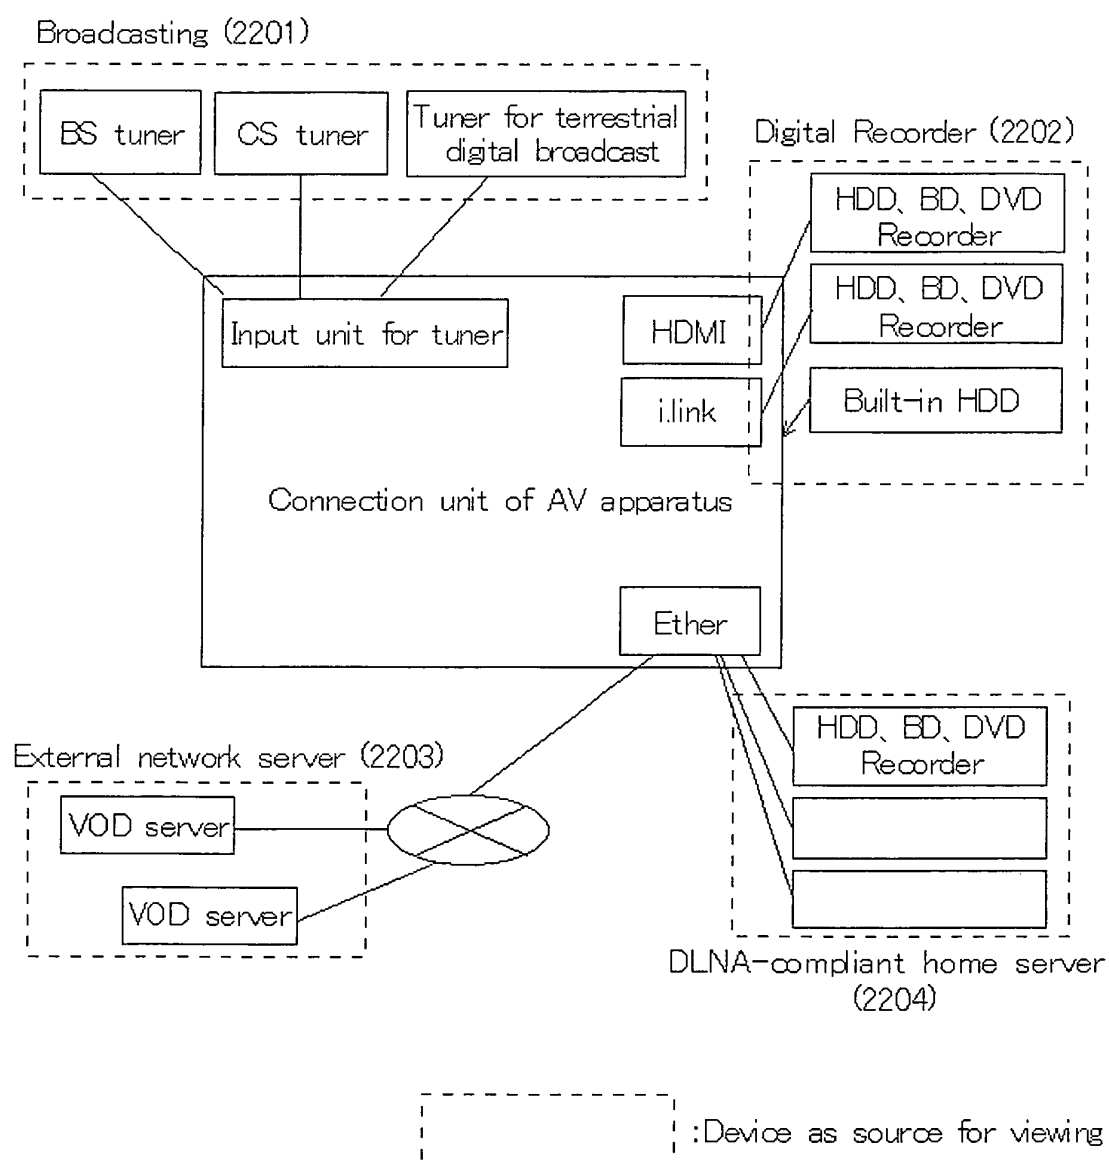 Broadcasting (2201)
BS tuner
CS tuner
Tuner for terrestrial
digital broadcast
Digital Recorder (2202)
HDD、BD、DVD
Recorder
HDD、BD、DVD
Recorder
Built-in HDD
Input unit for tuner
HDMI
i.link
Connection unit of AV apparatus
Ether
External network server (2203)
VOD server
VOD server
HDD、BD、DVD
Recorder
DLNA-compliant home server
(2204)
:Device as source for viewing